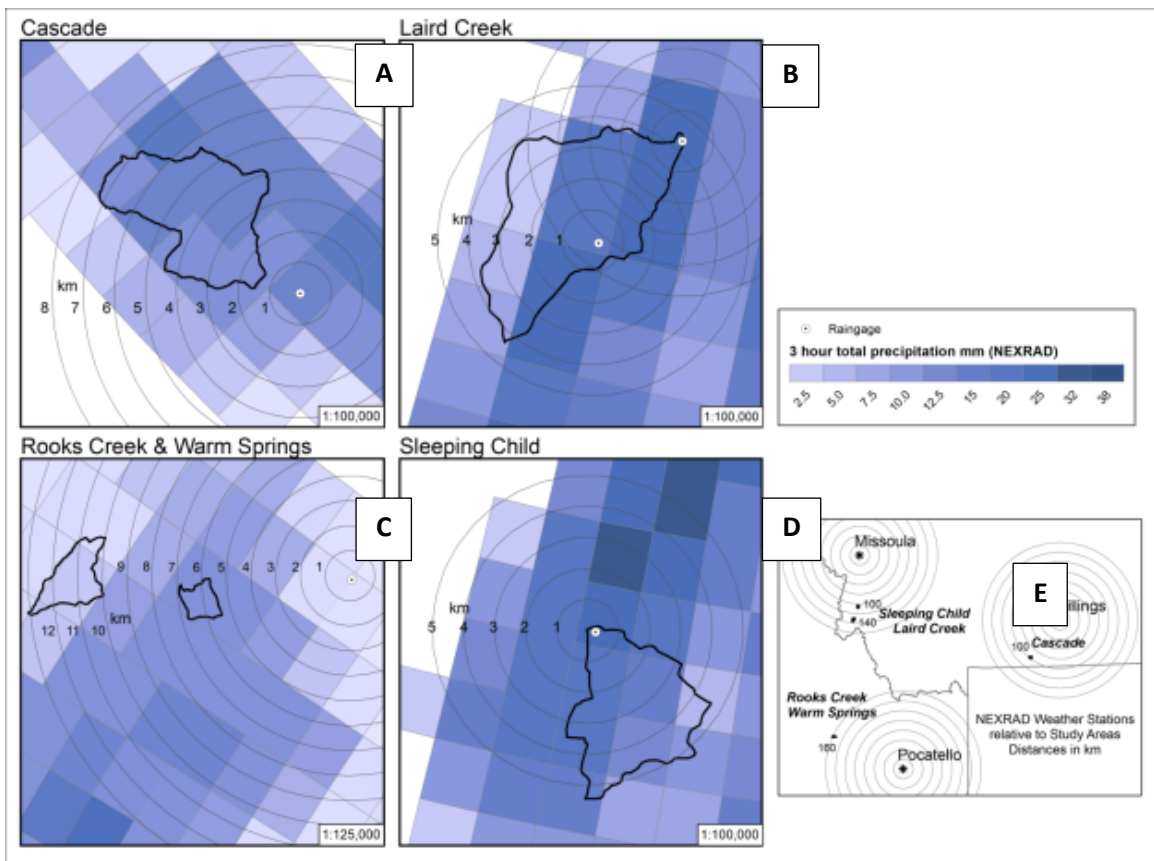 Cascade
A
km
8 7 6 5 4 3 2 1
1:100,000
Laird Creek
B
km
5 4 3 2 1
1:100,000
Raingage
3 hour total precipitation mm (NEXRAD)
2.5 5.0 7.5 10.0 12.5 15 20 25 32 38
Rooks Creek & Warm Springs
C
9 8 7 6 5 4 3 2 1
12 11 10 km
1:125,000
Sleeping Child
D
km
5 4 3 2 1
1:100,000
Missoula
E
100
Sleeping Child
140
Laird Creek
100
Cascade
Rooks Creek
Warm Springs
160
Pocatello
NEXRAD Weather Stations
relative to Study Areas
Distances in km